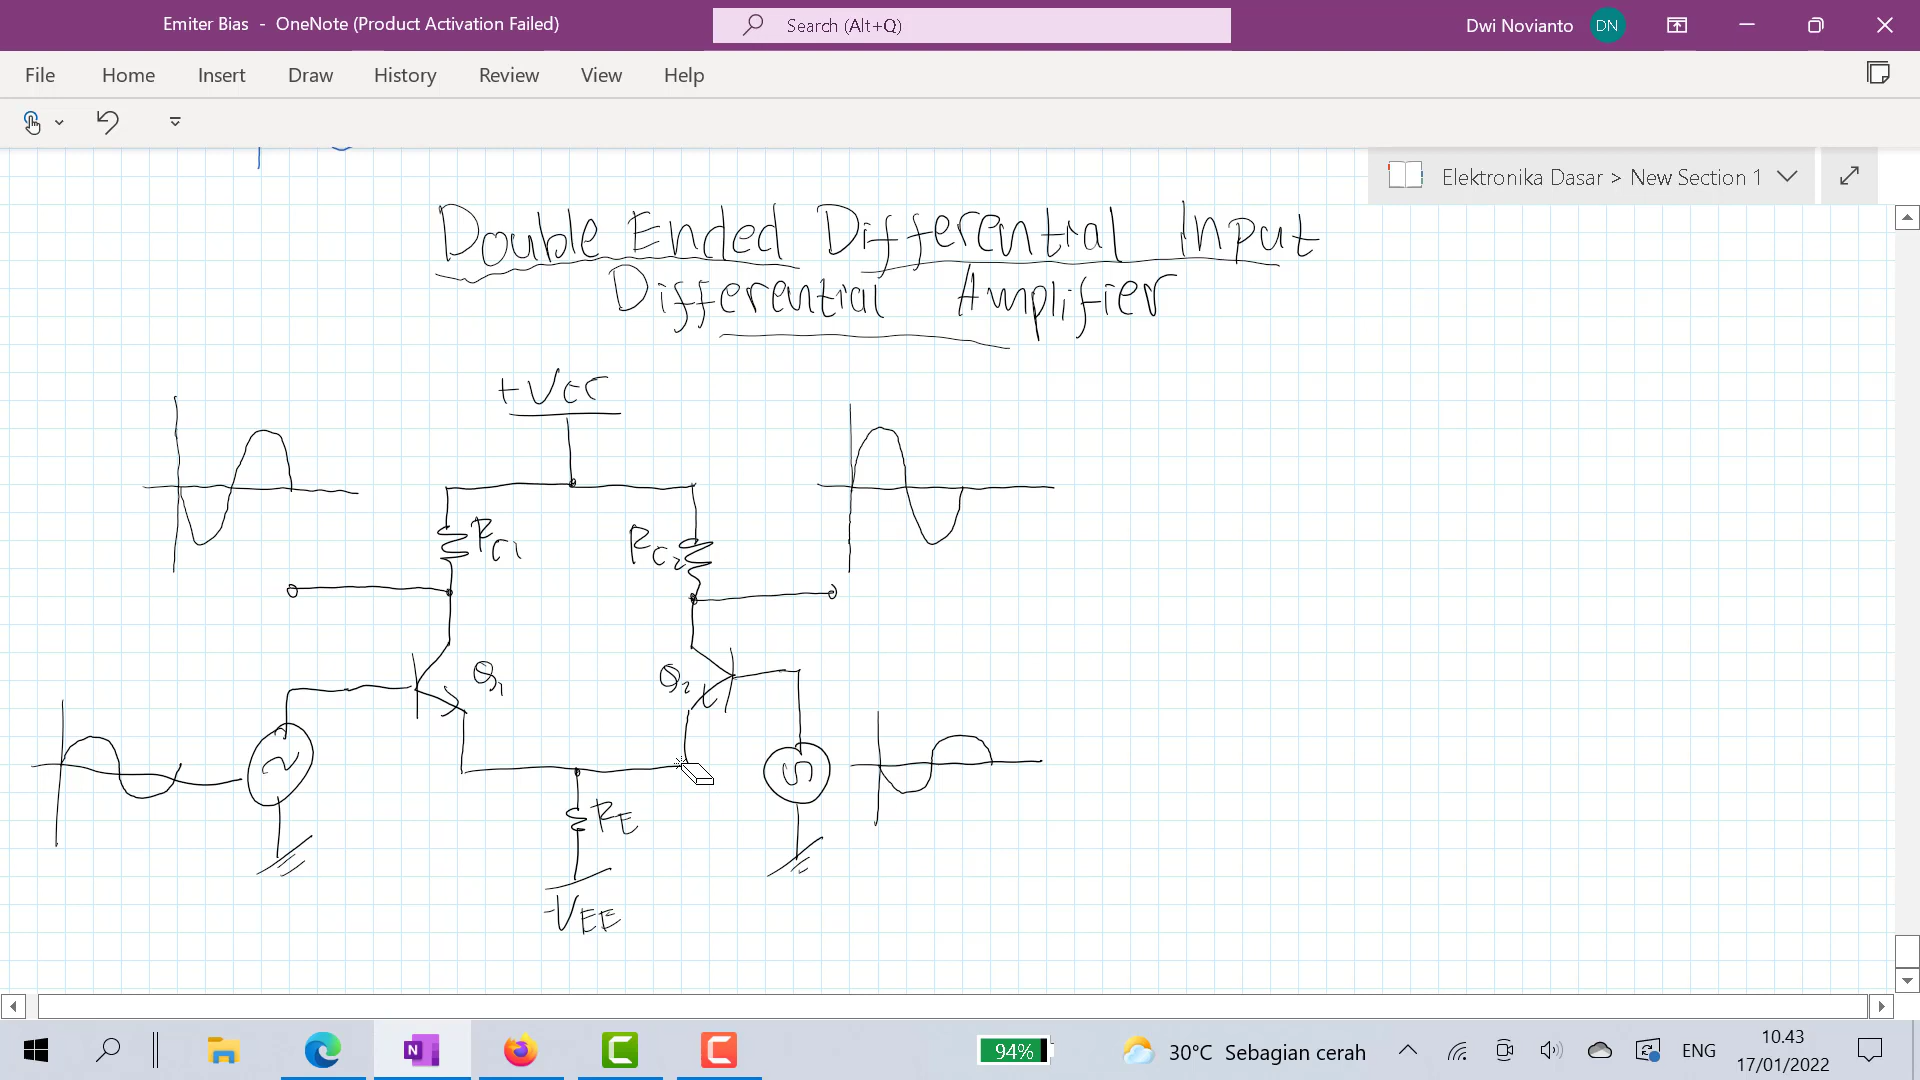 Emiter Bias - OneNote (Product Activation Failed)
Search (Alt+Q)
Dwi Novianto
DN
File Home Insert Draw History Review View Help
Elektronika Dasar > New Section 1
Double Ended Differential Input
Differential Amplifier
+VCC
RC1
RC2
Q1
Q2
RE
-VEE
N
94%
30°C Sebagian cerah
ENG
10.43
17/01/2022